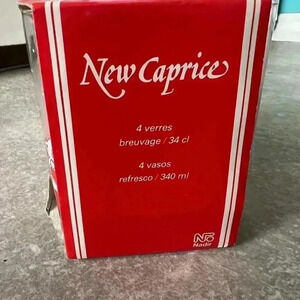 New Caprice
4 verres
breuvage / 34 cl
4 vasos
refresco / 340 ml
Nadir